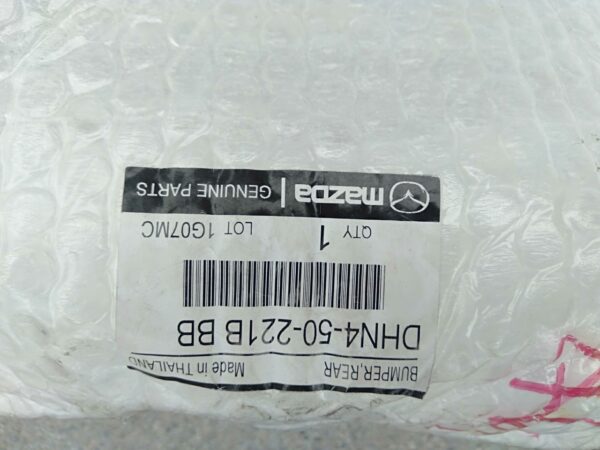 mazda | GENUINE PARTS
QTY 1 LOT 1G07MC
DHN4-50-221B BB
BUMPER,REAR Made in THAILAND